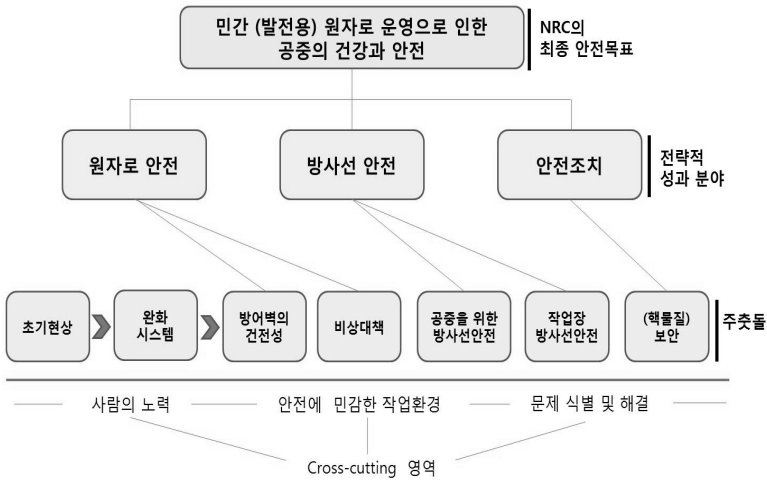 민간 (발전용) 원자로 운영으로 인한
공중의 건강과 안전
NRC의
최종 안전목표
원자로 안전
방사선 안전
안전조치
전략적
성과 분야
초기현상
완화
시스템
방어벽의
건전성
비상대책
공중을 위한
방사선안전
작업장
방사선안전
(핵물질)
보안
주춧돌
사람의 노력
안전에 민감한 작업환경
문제 식별 및 해결
Cross-cutting 영역